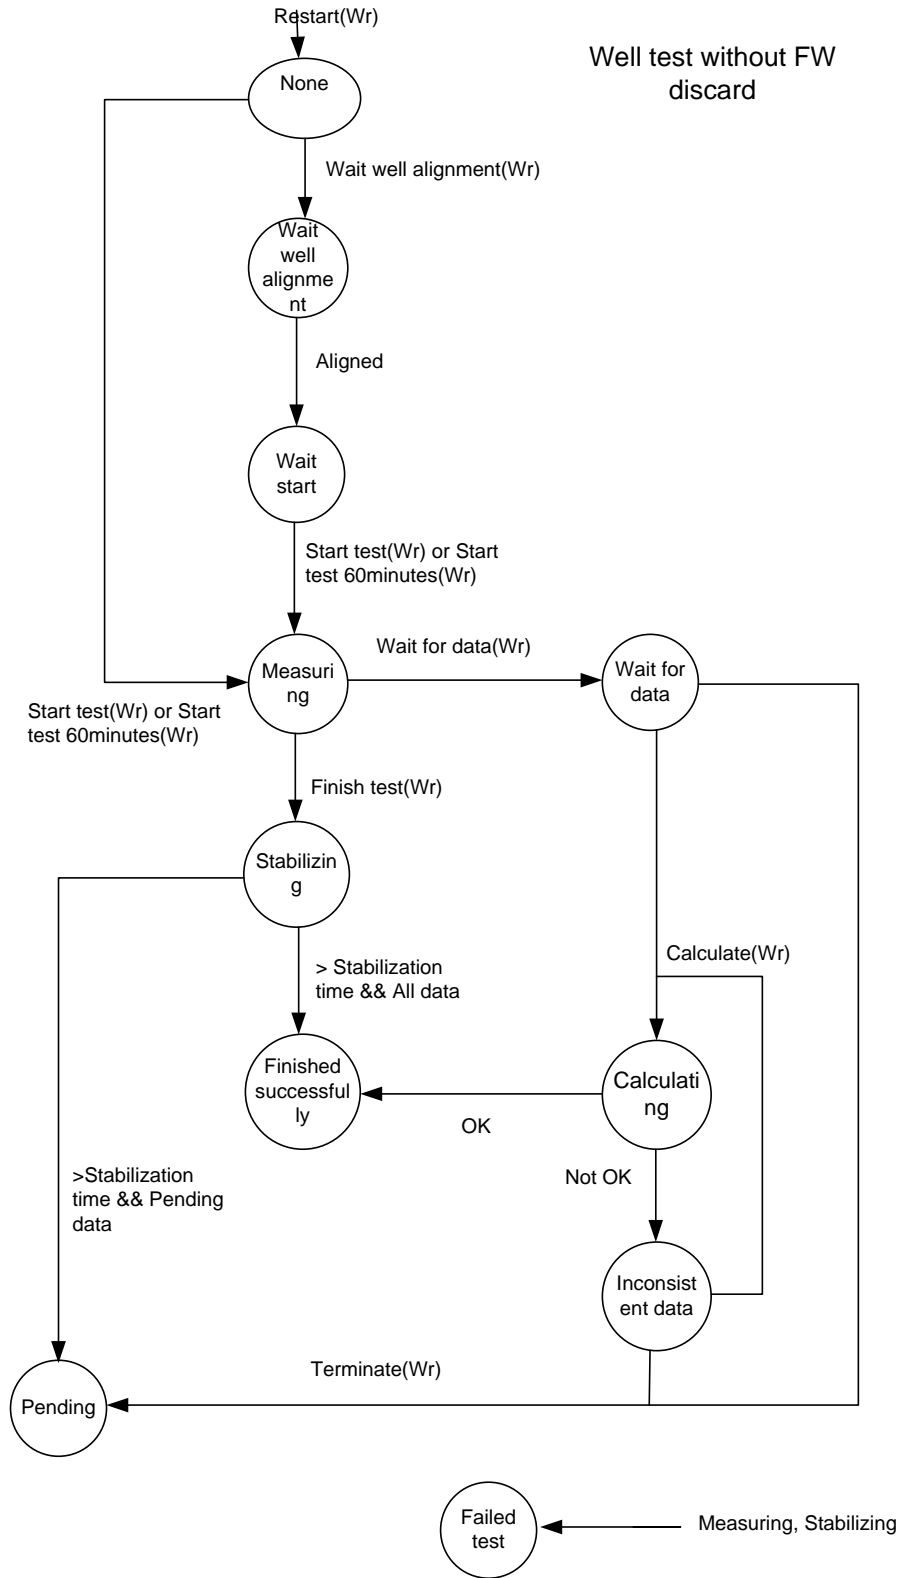 Restart(Wr)
Well test without FW
discard
None
Wait well alignment(Wr)
Wait
well
alignme
nt
Aligned
Wait
start
Start test(Wr) or Start
test 60minutes(Wr)
Measuri
ng
Wait for data(Wr)
Wait for
data
Start test(Wr) or Start
test 60minutes(Wr)
Finish test(Wr)
Stabilizin
g
> Stabilization
time && All data
Calculate(Wr)
Finished
successful
ly
OK
Calculati
ng
Not OK
>Stabilization
time && Pending
data
Inconsist
ent data
Terminate(Wr)
Pending
Failed
test
Measuring, Stabilizing